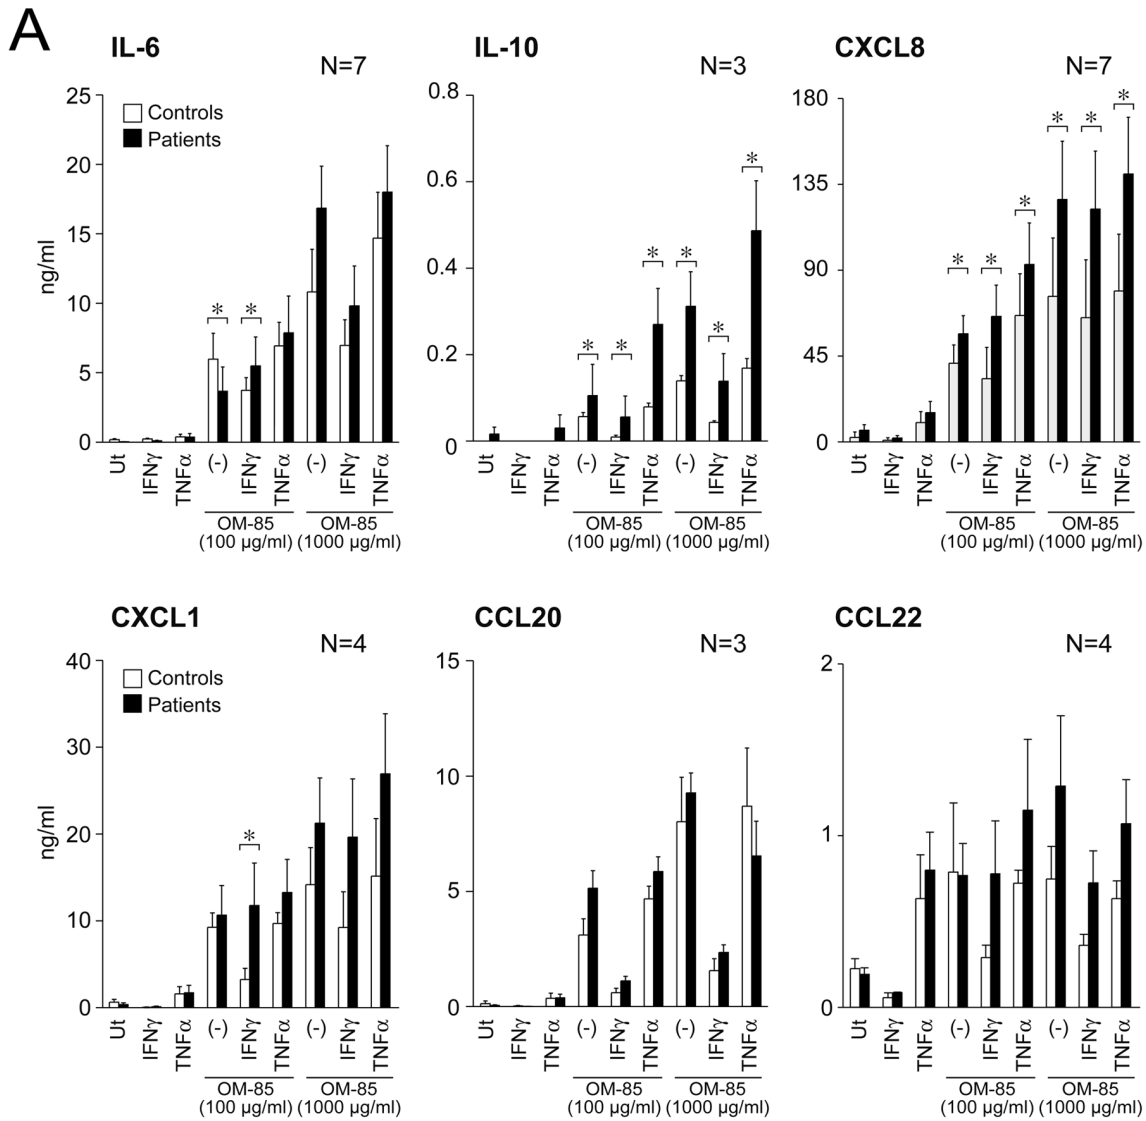 A
IL-6
N=7
Controls
Patients
25
20
15
10
5
0
ng/ml
Ut
IFNγ
TNFα
(-)
IFNγ
TNFα
(-)
IFNγ
TNFα
OM-85
(100 µg/ml)
OM-85
(1000 µg/ml)
*
*
IL-10
N=3
0.8
0.6
0.4
0.2
0
*
*
*
*
*
*
Ut
IFNγ
TNFα
(-)
IFNγ
TNFα
(-)
IFNγ
TNFα
OM-85
(100 µg/ml)
OM-85
(1000 µg/ml)
CXCL8
N=7
180
135
90
45
0
*
*
*
*
*
*
Ut
IFNγ
TNFα
(-)
IFNγ
TNFα
(-)
IFNγ
TNFα
OM-85
(100 µg/ml)
OM-85
(1000 µg/ml)
CXCL1
N=4
Controls
Patients
40
30
20
10
0
ng/ml
*
Ut
IFNγ
TNFα
(-)
IFNγ
TNFα
(-)
IFNγ
TNFα
OM-85
(100 µg/ml)
OM-85
(1000 µg/ml)
CCL20
N=3
15
10
5
0
Ut
IFNγ
TNFα
(-)
IFNγ
TNFα
(-)
IFNγ
TNFα
OM-85
(100 µg/ml)
OM-85
(1000 µg/ml)
CCL22
N=4
2
1
0
Ut
IFNγ
TNFα
(-)
IFNγ
TNFα
(-)
IFNγ
TNFα
OM-85
(100 µg/ml)
OM-85
(1000 µg/ml)